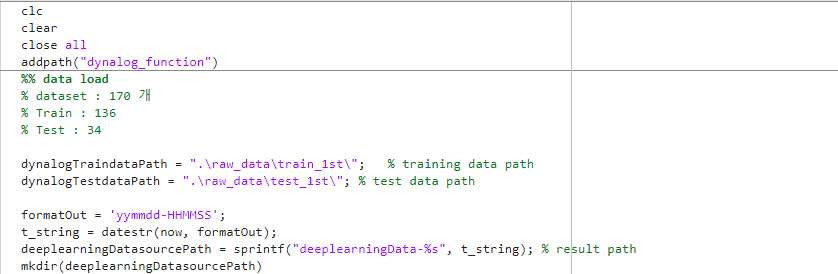 clc
clear
close all
addpath("dynalog_function")
%% data load
% dataset : 170 개
% Train : 136
% Test : 34
dynalogTraindataPath = ".\raw_data\train_1st\";   % training data path
dynalogTestdataPath = ".\raw_data\test_1st\"; % test data path
formatOut = 'yymmdd-HHMMSS';
t_string = datestr(now, formatOut);
deeplearningDatasourcePath = sprintf("deeplearningData-%s", t_string); % result path
mkdir(deeplearningDatasourcePath)